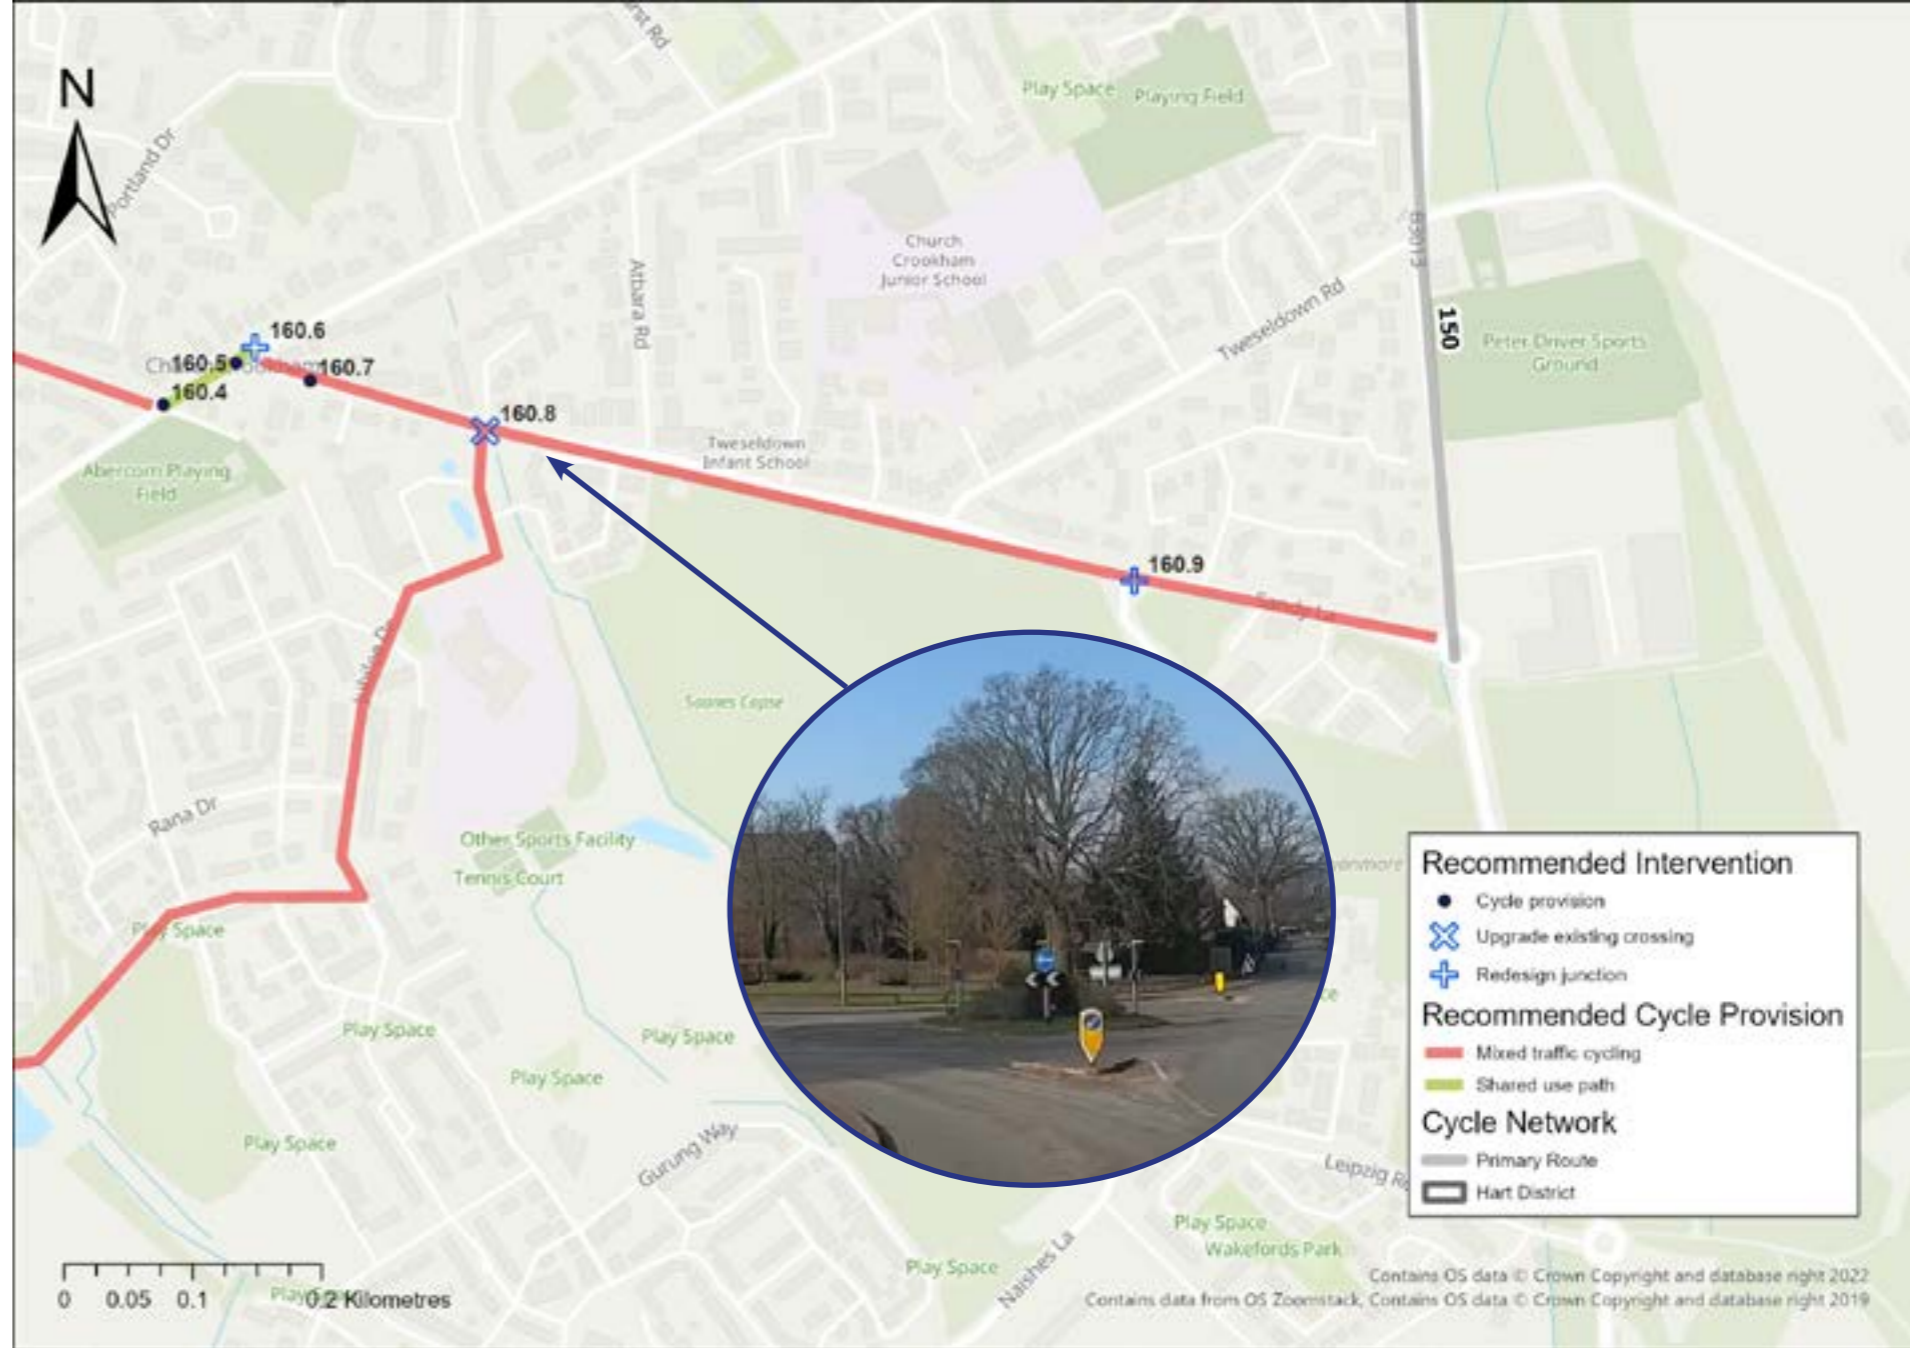 N
Portland Dr
Play Space
Playing Field
Church
Crookham
Junior School
B3013
Atbara Rd
Tweseldown Rd
150
Peter Driver Sports
Ground
160.6
160.5
160.7
160.4
160.8
Tweseldown
Infant School
Abercorn Playing
Field
160.9
Sandy La
Jubilee Dr
Soanes Copse
Rana Dr
Other Sports Facility
Tennis Court
Play Space
Play Space
Play Space
Play Space
Play Space
Gurung Way
Leipzig
Play Space
Wakefords Park
Play Space
Naishes La
Recommended Intervention
Cycle provision
Upgrade existing crossing
Redesign junction
Recommended Cycle Provision
Mixed traffic cycling
Shared use path
Cycle Network
Primary Route
Hart District
0 0.05 0.1 0.2 Kilometres
Contains OS data © Crown Copyright and database right 2022
Contains data from OS Zoomstack, Contains OS data © Crown Copyright and database right 2019